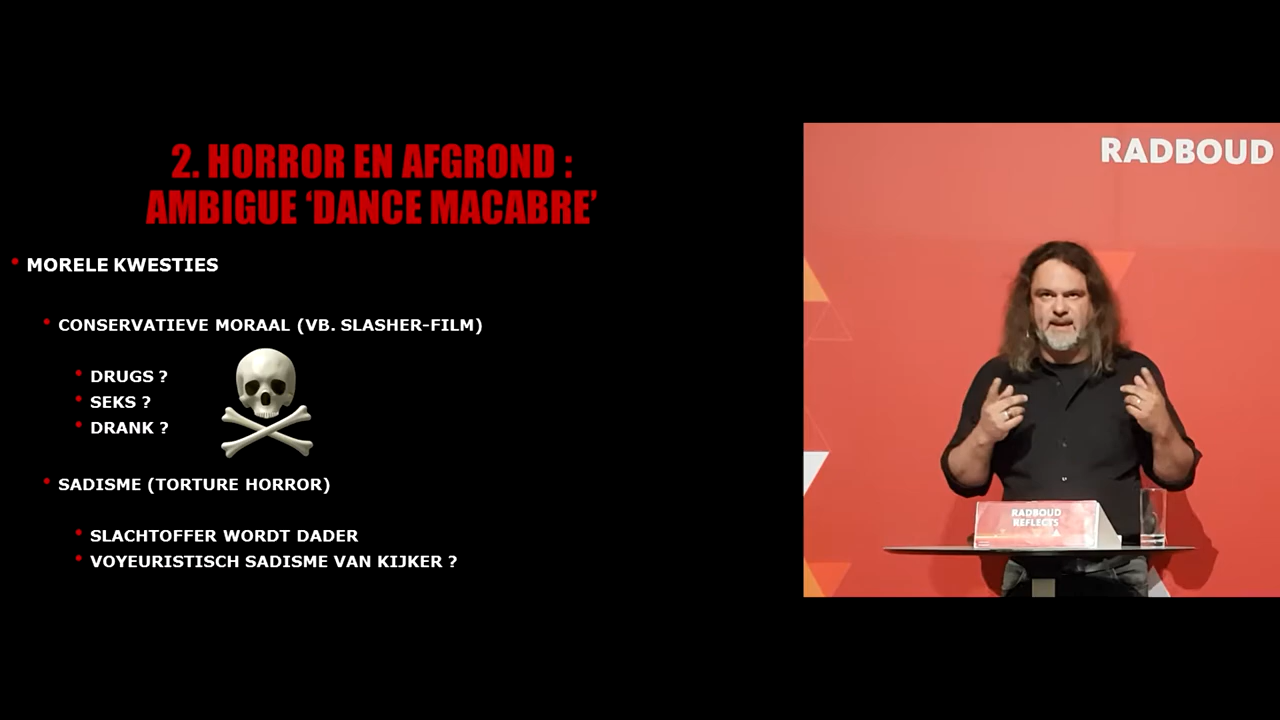 2. HORROR EN AFGROND :
AMBIGUE ‘DANCE MACABRE’
• MORELE KWESTIES
• CONSERVATIEVE MORAAL (VB. SLASHER-FILM)
• DRUGS ?
• SEKS ?
• DRANK ?
• SADISME (TORTURE HORROR)
• SLACHTOFFER WORDT DADER
• VOYEURISTISCH SADISME VAN KIJKER ?
RADBOUD
RADBOUD
REFLECTS